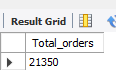 Result Grid
Total_orders
21350